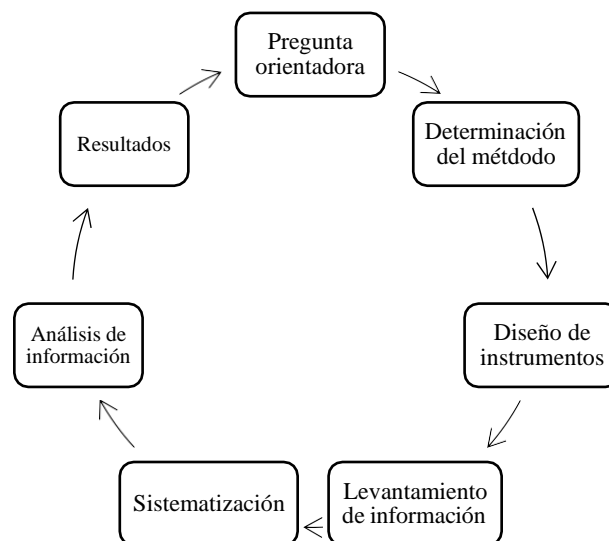 Pregunta
orientadora
Determinación
del métdodo
Diseño de
instrumentos
Levantamiento
de información
Sistematización
Análisis de
información
Resultados